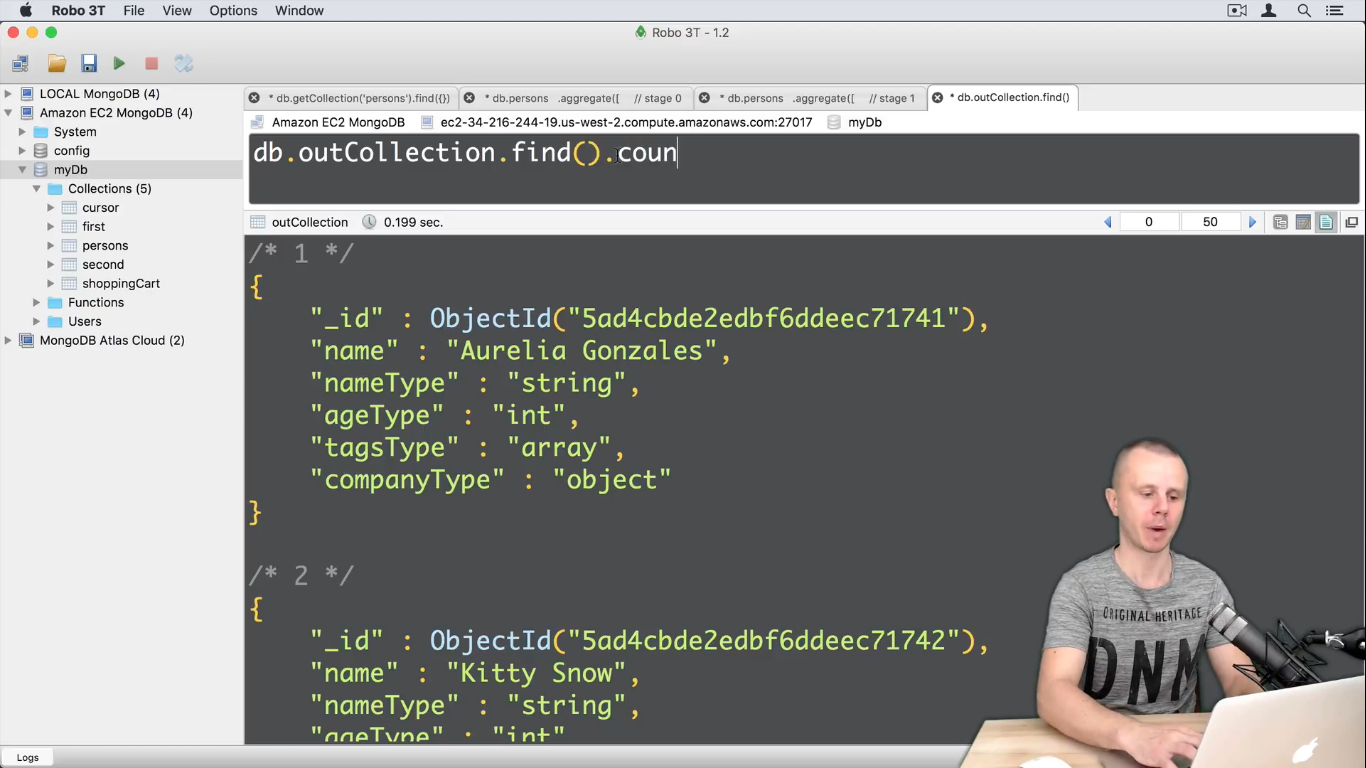 Robo 3T File View Options Window
Robo 3T - 1.2
LOCAL MongoDB (4)
Amazon EC2 MongoDB (4)
System
config
myDb
Collections (5)
cursor
first
persons
second
shoppingCart
Functions
Users
MongoDB Atlas Cloud (2)
* db.getCollection('persons').find({}) * db.persons .aggregate([ // stage 0 * db.persons .aggregate([ // stage 1 * db.outCollection.find()
Amazon EC2 MongoDB ec2-34-216-244-19.us-west-2.compute.amazonaws.com:27017 myDb
db.outCollection.find().coun
outCollection 0.199 sec. 0 50
/* 1 */
{
"_id" : ObjectId("5ad4cbde2edbf6ddeec71741"),
"name" : "Aurelia Gonzales",
"nameType" : "string",
"ageType" : "int",
"tagsType" : "array",
"companyType" : "object"
}
/* 2 */
{
"_id" : ObjectId("5ad4cbde2edbf6ddeec71742"),
"name" : "Kitty Snow",
"nameType" : "string",
"ageType" : "int"
ORIGINAL HERITAGE
DNM
Logs